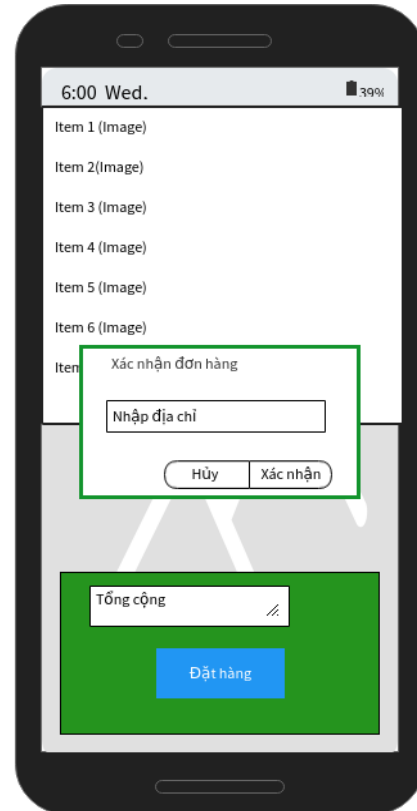 6:00 Wed.
39%
Item 1 (Image)
Item 2(Image)
Item 3 (Image)
Item 4 (Image)
Item 5 (Image)
Item 6 (Image)
Item
Xác nhận đơn hàng
Nhập địa chỉ
Hủy
Xác nhận
Tổng cộng
Đặt hàng